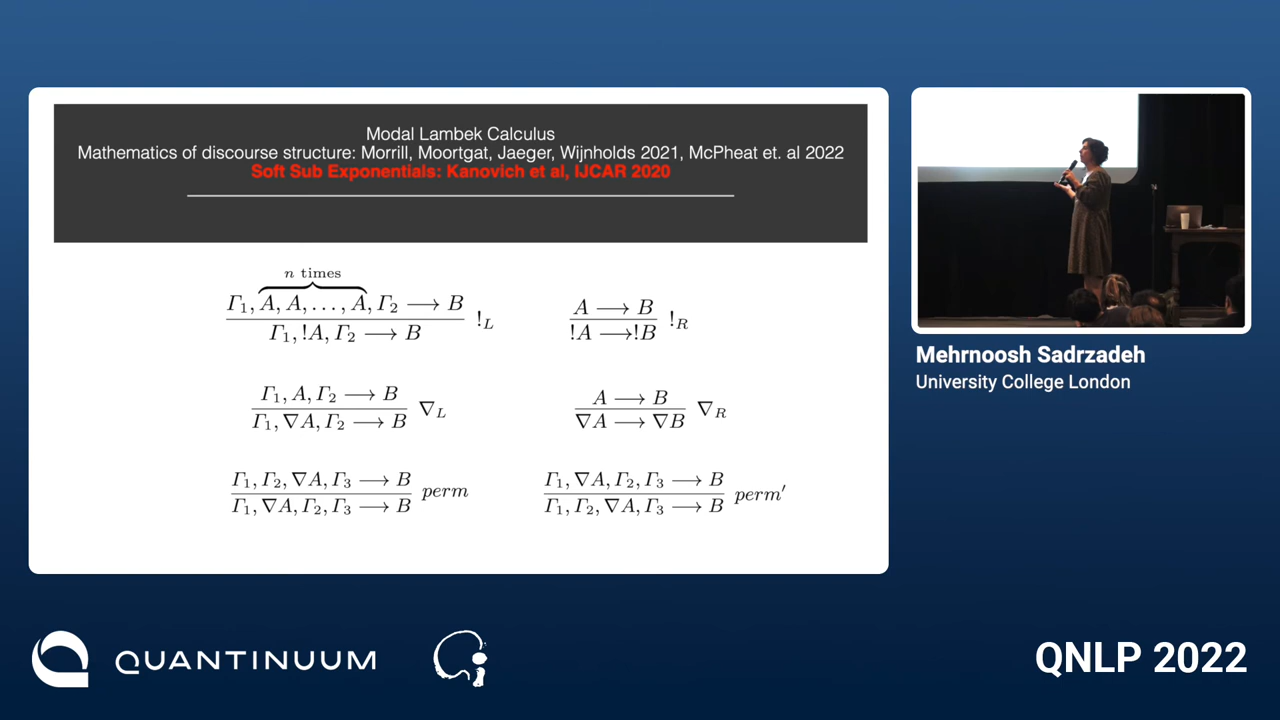 Modal Lambek Calculus
Mathematics of discourse structure: Morrill, Moortgat, Jaeger, Wijnholds 2021, McPheat et. al 2022
Soft Sub Exponentials: Kanovich et al, IJCAR 2020
n times
Γ₁, A, A, . . . , A, Γ₂ ⟶ B
Γ₁, !A, Γ₂ ⟶ B
!L
A ⟶ B
!A ⟶!B
!R
Γ₁, A, Γ₂ ⟶ B
Γ₁, ∇A, Γ₂ ⟶ B
∇L
A ⟶ B
∇A ⟶ ∇B
∇R
Γ₁, Γ₂, ∇A, Γ₃ ⟶ B
Γ₁, ∇A, Γ₂, Γ₃ ⟶ B
perm
Γ₁, ∇A, Γ₂, Γ₃ ⟶ B
Γ₁, Γ₂, ∇A, Γ₃ ⟶ B
perm′
Mehrnoosh Sadrzadeh
University College London
QUANTINUUM
QNLP 2022